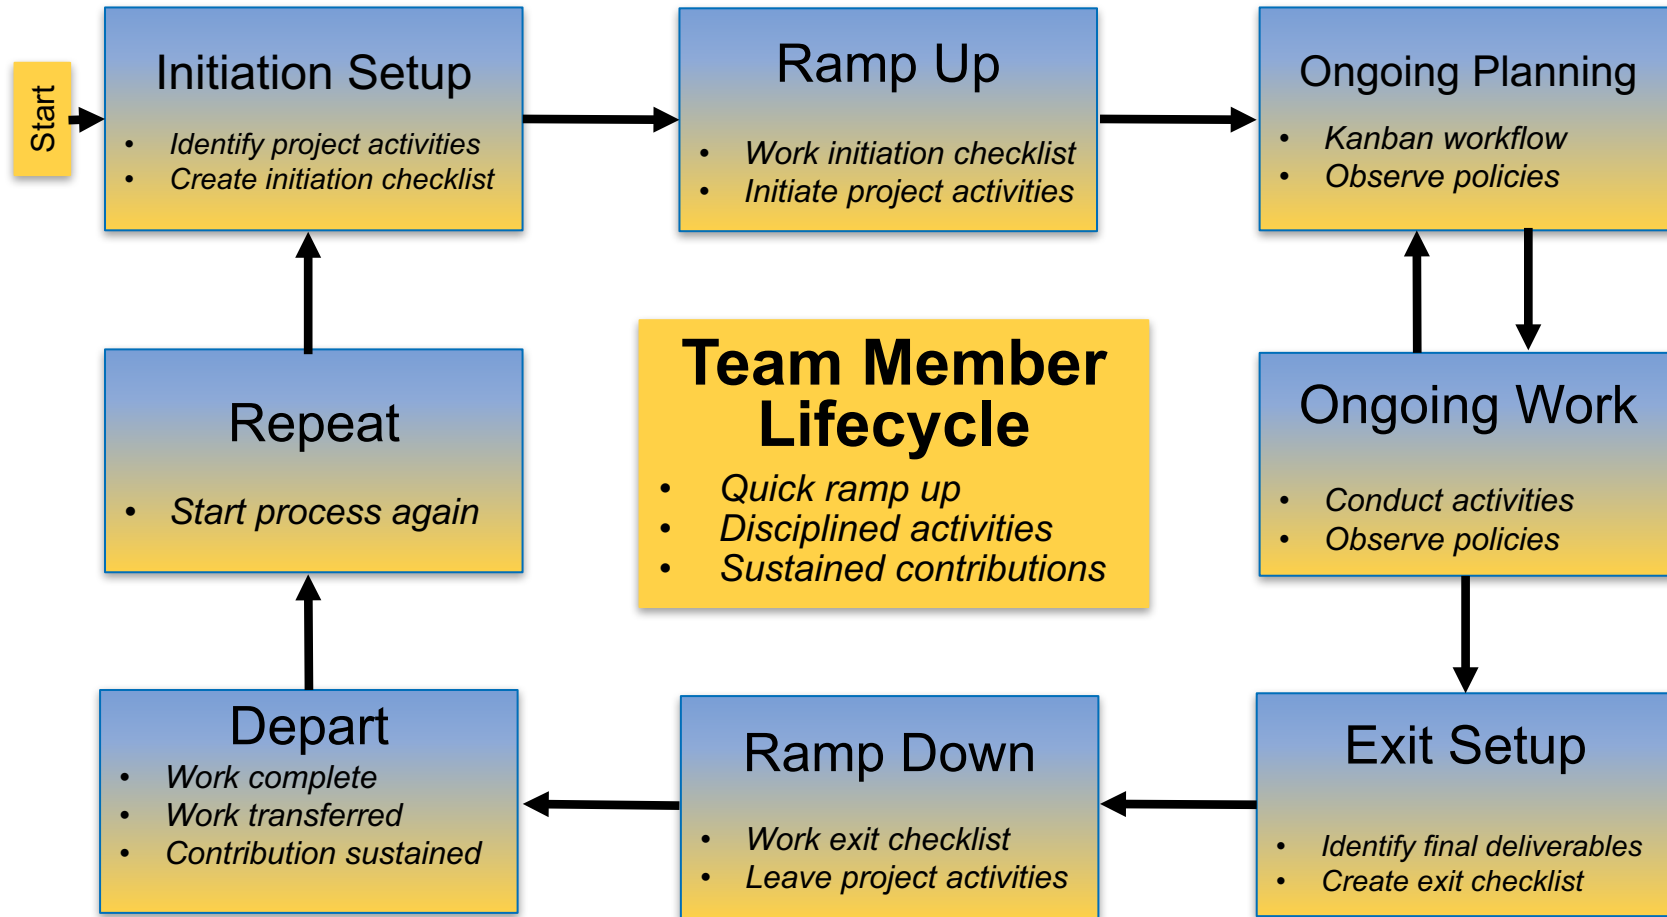 Start
Initiation Setup
• Identify project activities
• Create initiation checklist
Ramp Up
• Work initiation checklist
• Initiate project activities
Ongoing Planning
• Kanban workflow
• Observe policies
Repeat
• Start process again
Team Member
Lifecycle
• Quick ramp up
• Disciplined activities
• Sustained contributions
Ongoing Work
• Conduct activities
• Observe policies
Depart
• Work complete
• Work transferred
• Contribution sustained
Ramp Down
• Work exit checklist
• Leave project activities
Exit Setup
• Identify final deliverables
• Create exit checklist